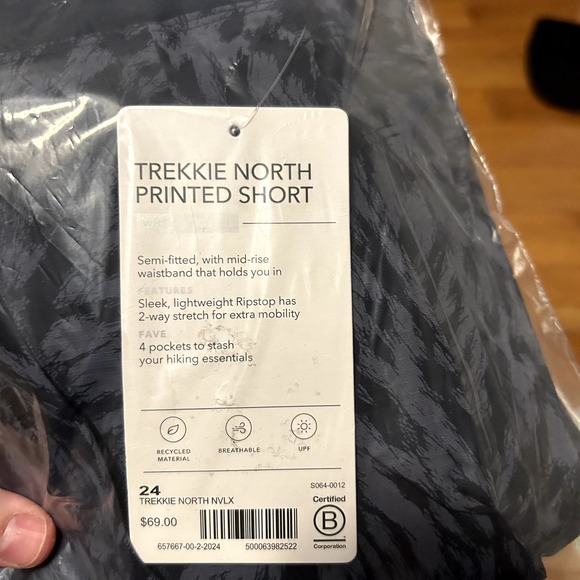 TREKKIE NORTH
PRINTED SHORT
Semi-fitted, with mid-rise
waistband that holds you in
FEATURES
Sleek, lightweight Ripstop has
2-way stretch for extra mobility
FAVE
4 pockets to stash
your hiking essentials
RECYCLED
MATERIAL
BREATHABLE
UPF
24
S064-0012
TREKKIE NORTH NVLX
$69.00
Certified
B
Corporation
657667-00-2-2024
500063982522